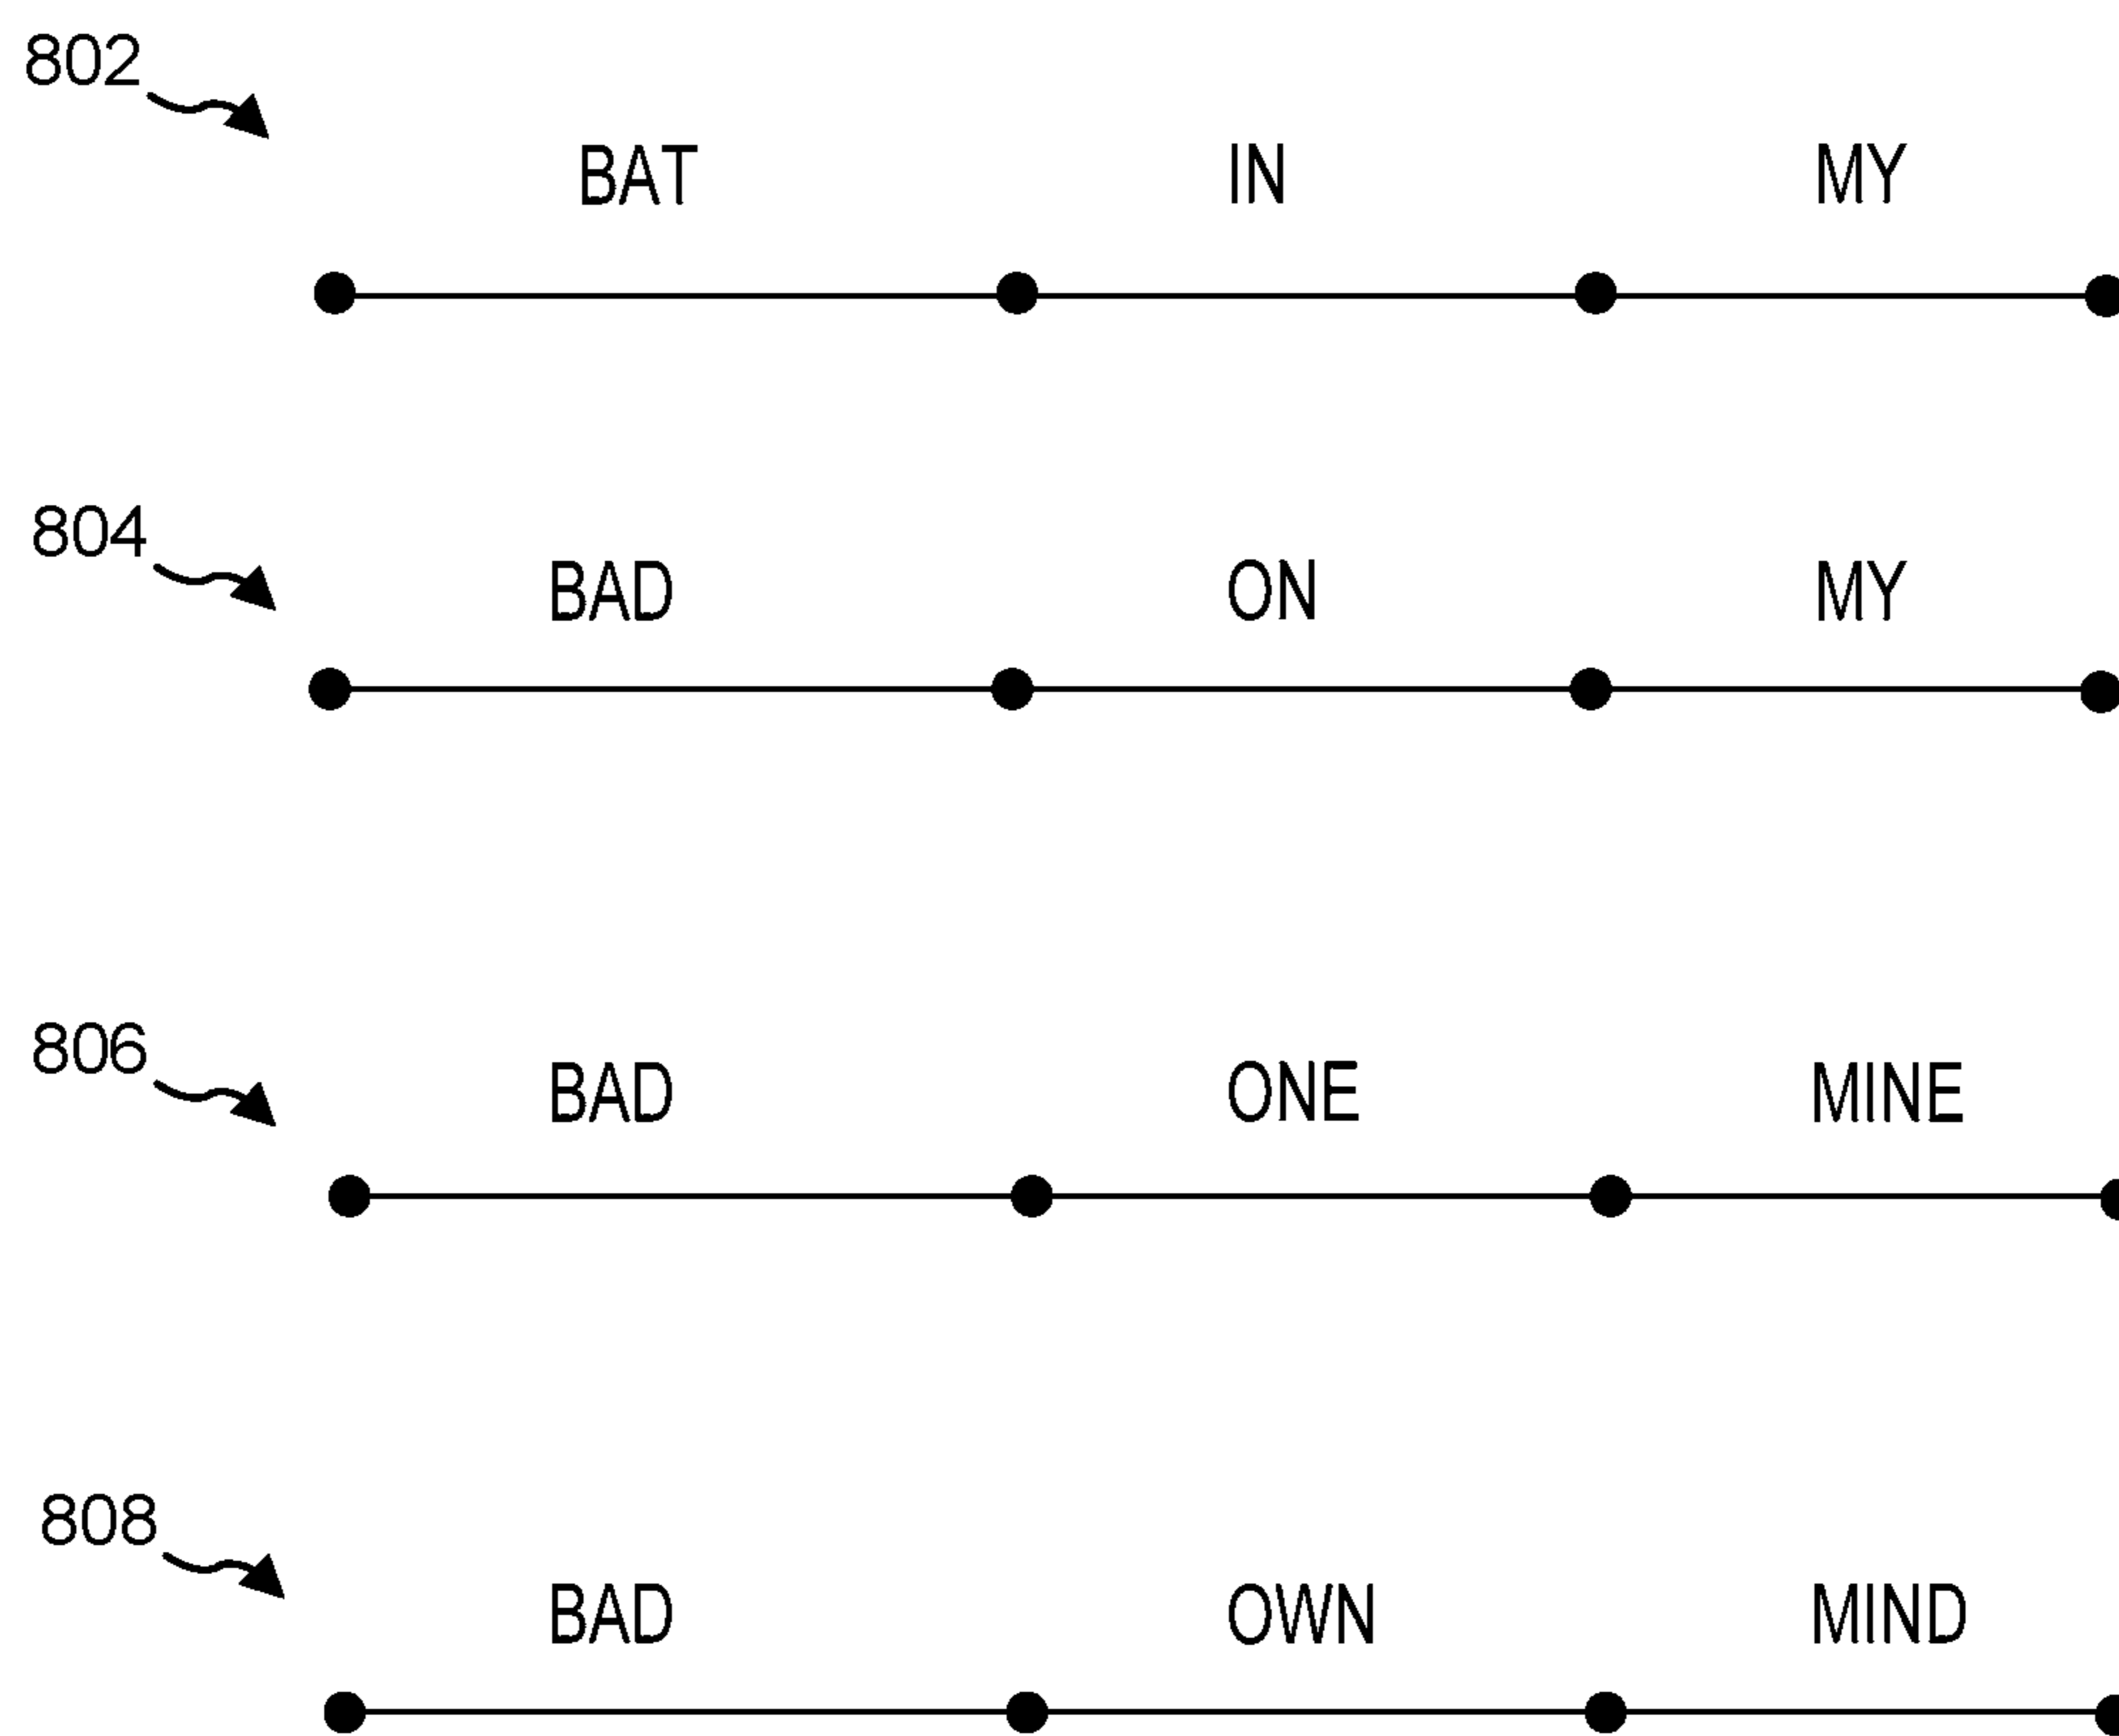 802
BAT IN MY
804
BAD ON MY
806
BAD ONE MINE
808
BAD OWN MIND